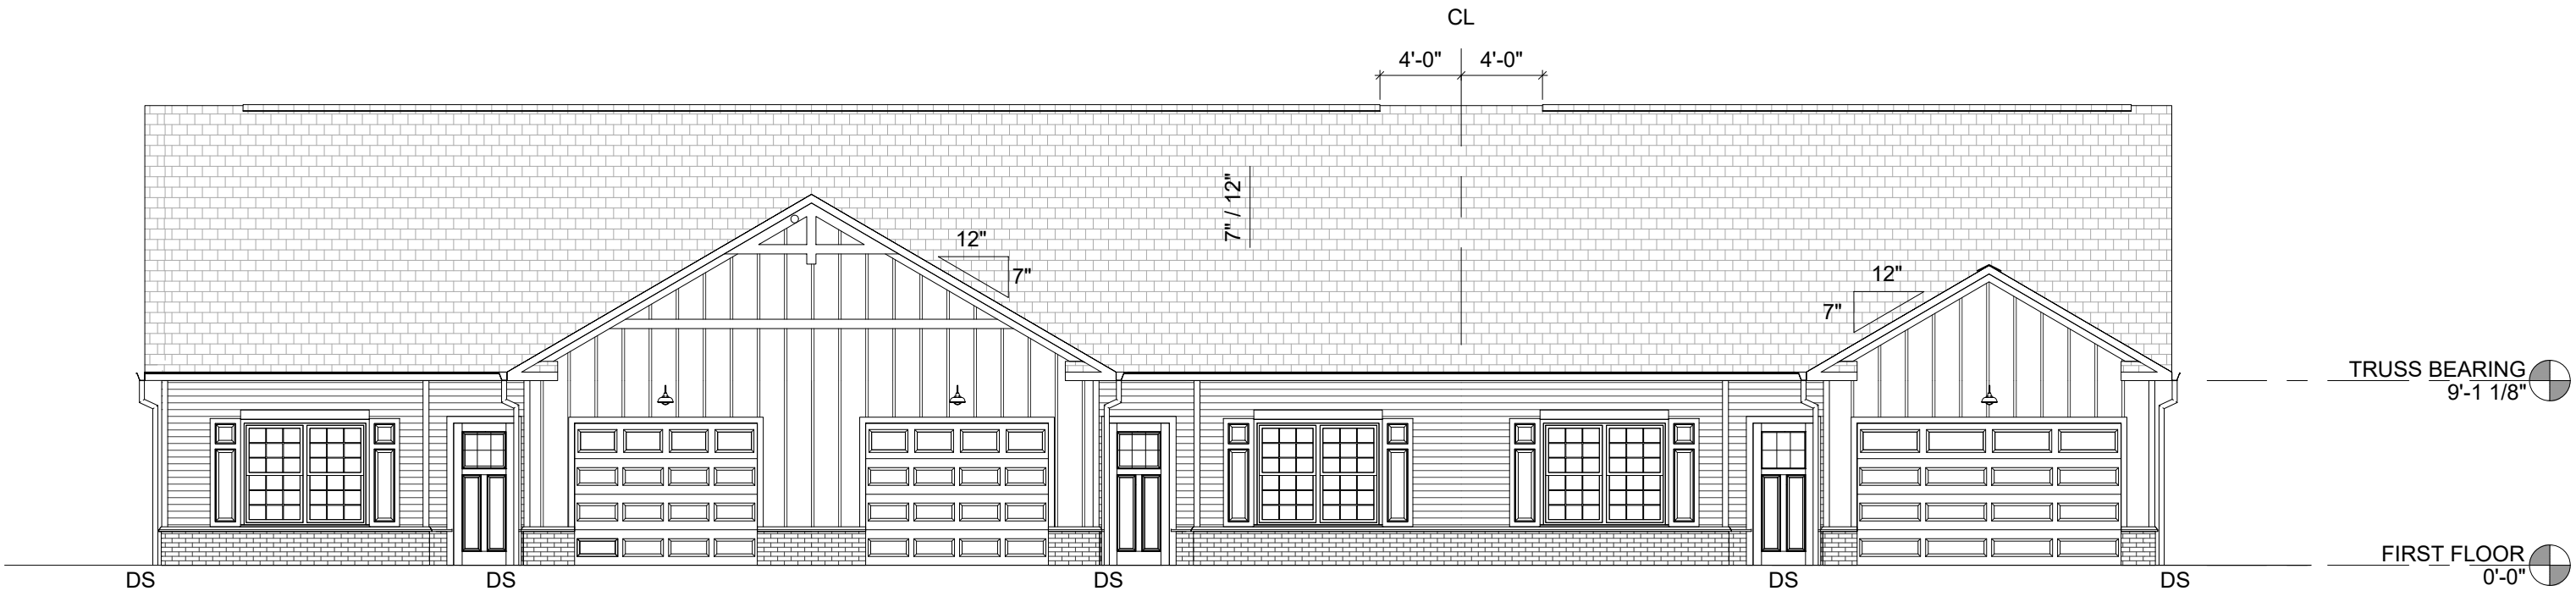 CL
4'-0" 4'-0"
7" / 12"
12"
7"
12"
7"
TRUSS BEARING
9'-1 1/8"
FIRST FLOOR
0'-0"
DS DS DS DS DS